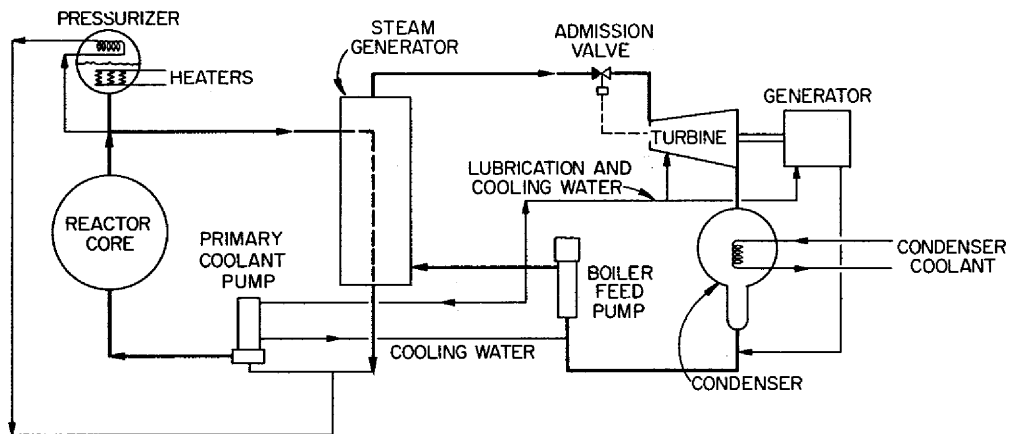 PRESSURIZER
HEATERS
STEAM
GENERATOR
ADMISSION
VALVE
GENERATOR
TURBINE
LUBRICATION AND
COOLING WATER
REACTOR
CORE
PRIMARY
COOLANT
PUMP
BOILER
FEED
PUMP
CONDENSER
COOLANT
COOLING WATER
CONDENSER